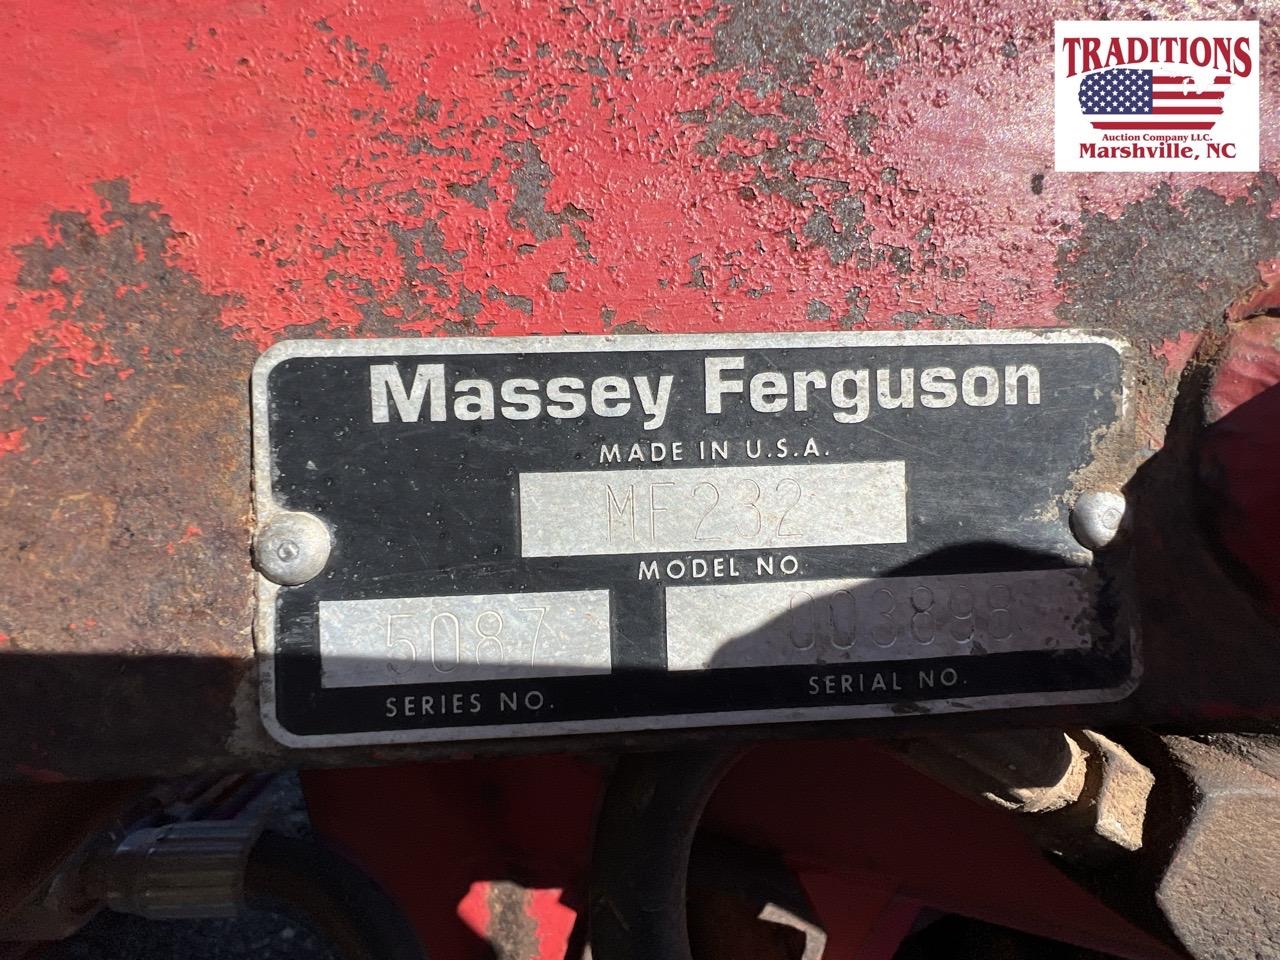 TRADITIONS
Auction Company LLC.
Marshville, NC
Massey Ferguson
MADE IN U.S.A.
MF232
MODEL NO.
5087
003898
SERIES NO.
SERIAL NO.